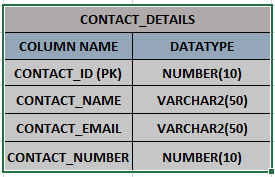 CONTACT_DETAILS
COLUMN NAME DATATYPE
CONTACT_ID (PK) NUMBER(10)
CONTACT_NAME VARCHAR2(50)
CONTACT_EMAIL VARCHAR2(50)
CONTACT_NUMBER NUMBER(10)